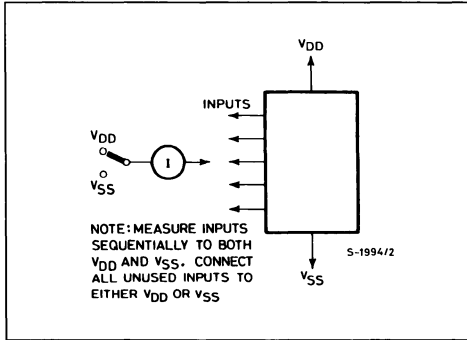 VDD
INPUTS
VDD
I
VSS
NOTE: MEASURE INPUTS
SEQUENTIALLY TO BOTH
VDD AND VSS. CONNECT
ALL UNUSED INPUTS TO
EITHER VDD OR VSS
S-1994/2
VSS